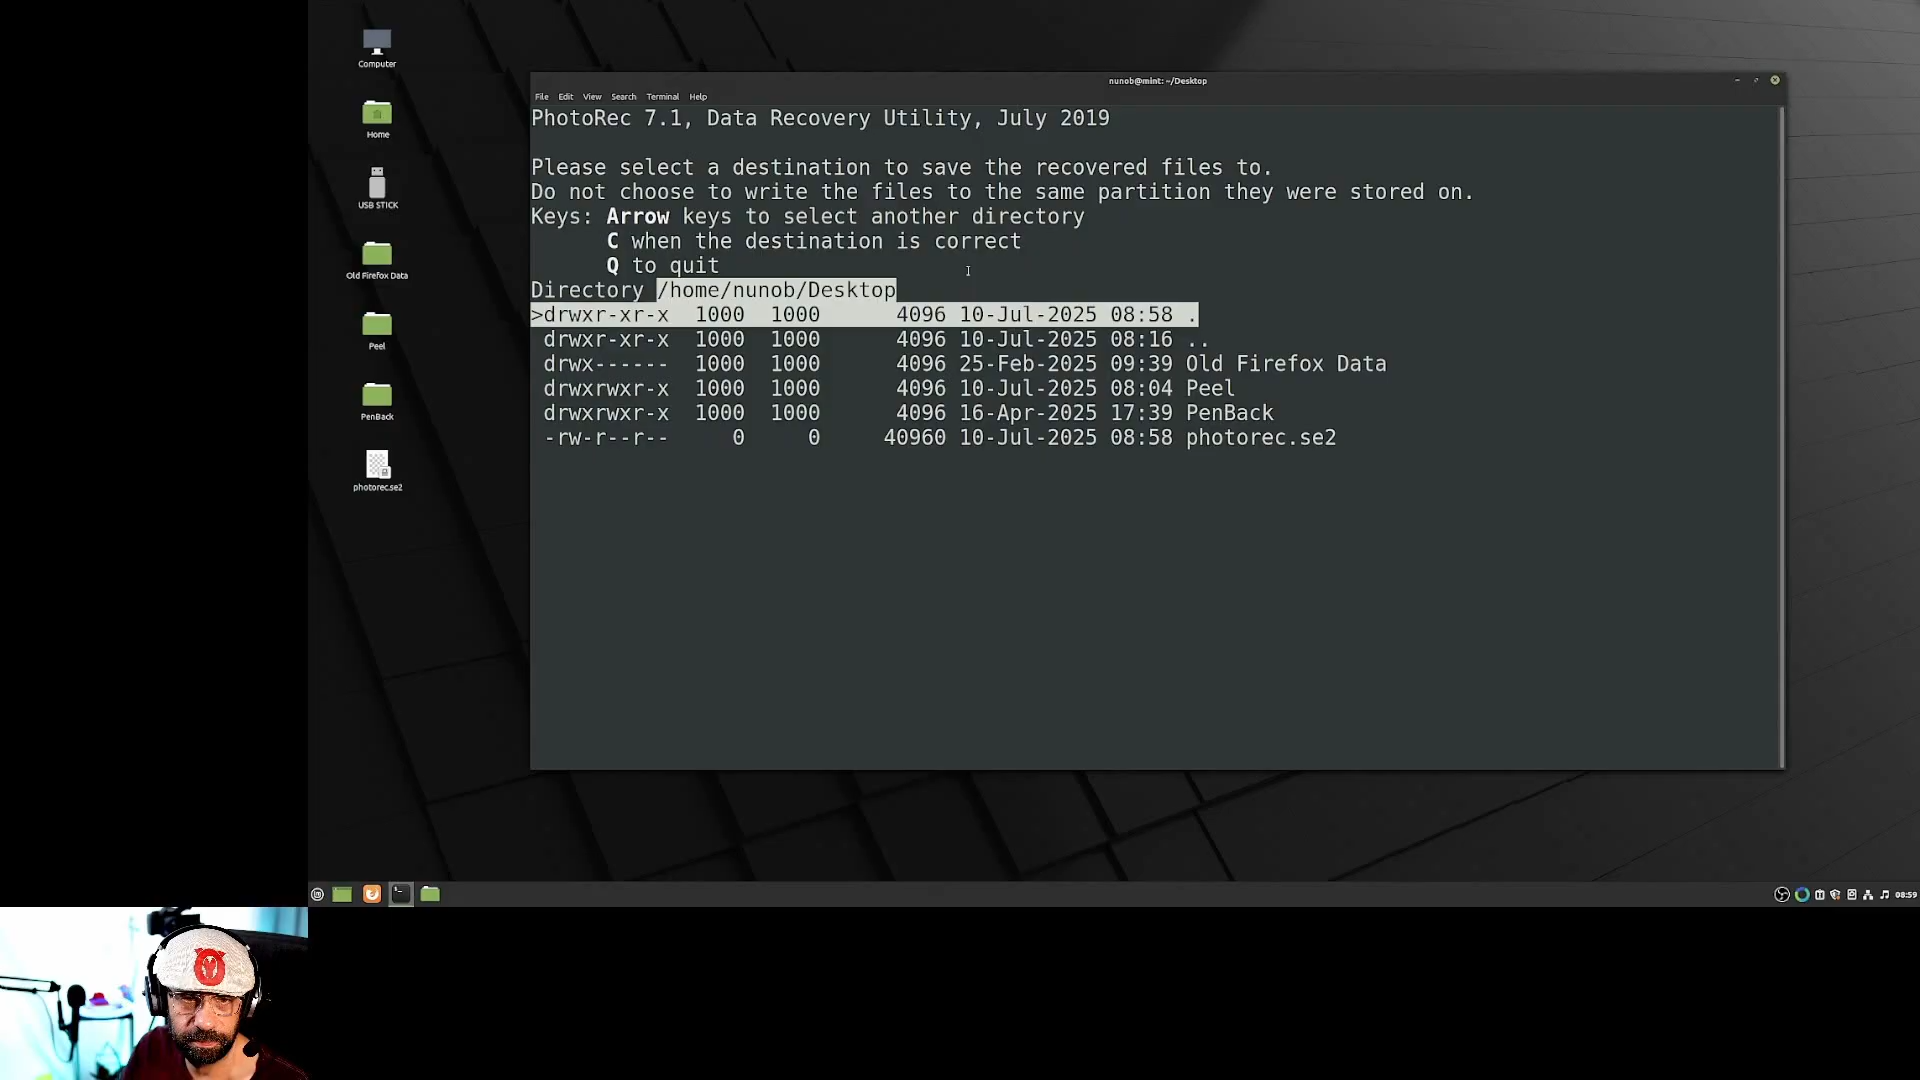 Computer
Home
USB STICK
Old Firefox Data
Peel
PenBack
photorec.se2
nunob@mint: ~/Desktop
File Edit View Search Terminal Help
PhotoRec 7.1, Data Recovery Utility, July 2019
Please select a destination to save the recovered files to.
Do not choose to write the files to the same partition they were stored on.
Keys: Arrow keys to select another directory
C when the destination is correct
Q to quit
Directory /home/nunob/Desktop
>drwxr-xr-x 1000 1000 4096 10-Jul-2025 08:58 .
drwxr-xr-x 1000 1000 4096 10-Jul-2025 08:16 ..
drwx------ 1000 1000 4096 25-Feb-2025 09:39 Old Firefox Data
drwxrwxr-x 1000 1000 4096 10-Jul-2025 08:04 Peel
drwxrwxr-x 1000 1000 4096 16-Apr-2025 17:39 PenBack
-rw-r--r-- 0 0 40960 10-Jul-2025 08:58 photorec.se2
08:59